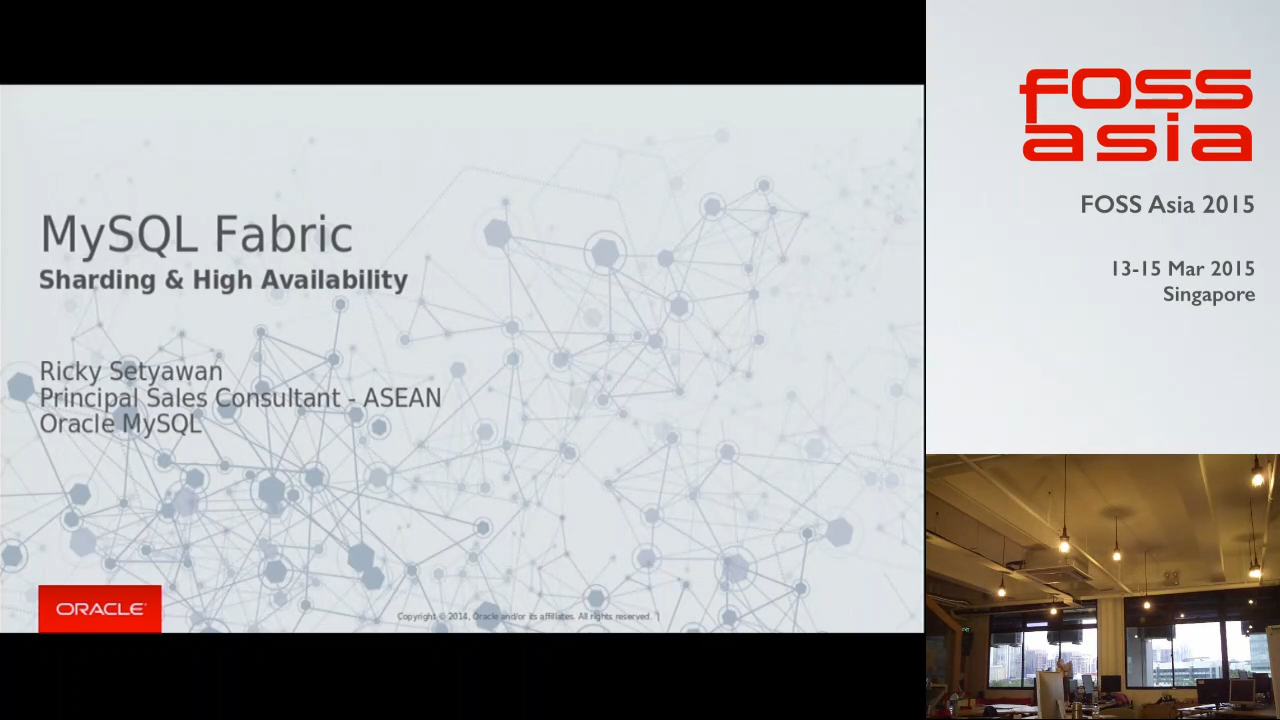 MySQL Fabric
Sharding & High Availability
Ricky Setyawan
Principal Sales Consultant - ASEAN
Oracle MySQL
ORACLE
Copyright © 2014, Oracle and/or its affiliates. All rights reserved. |
foss
asia
FOSS Asia 2015
13-15 Mar 2015
Singapore